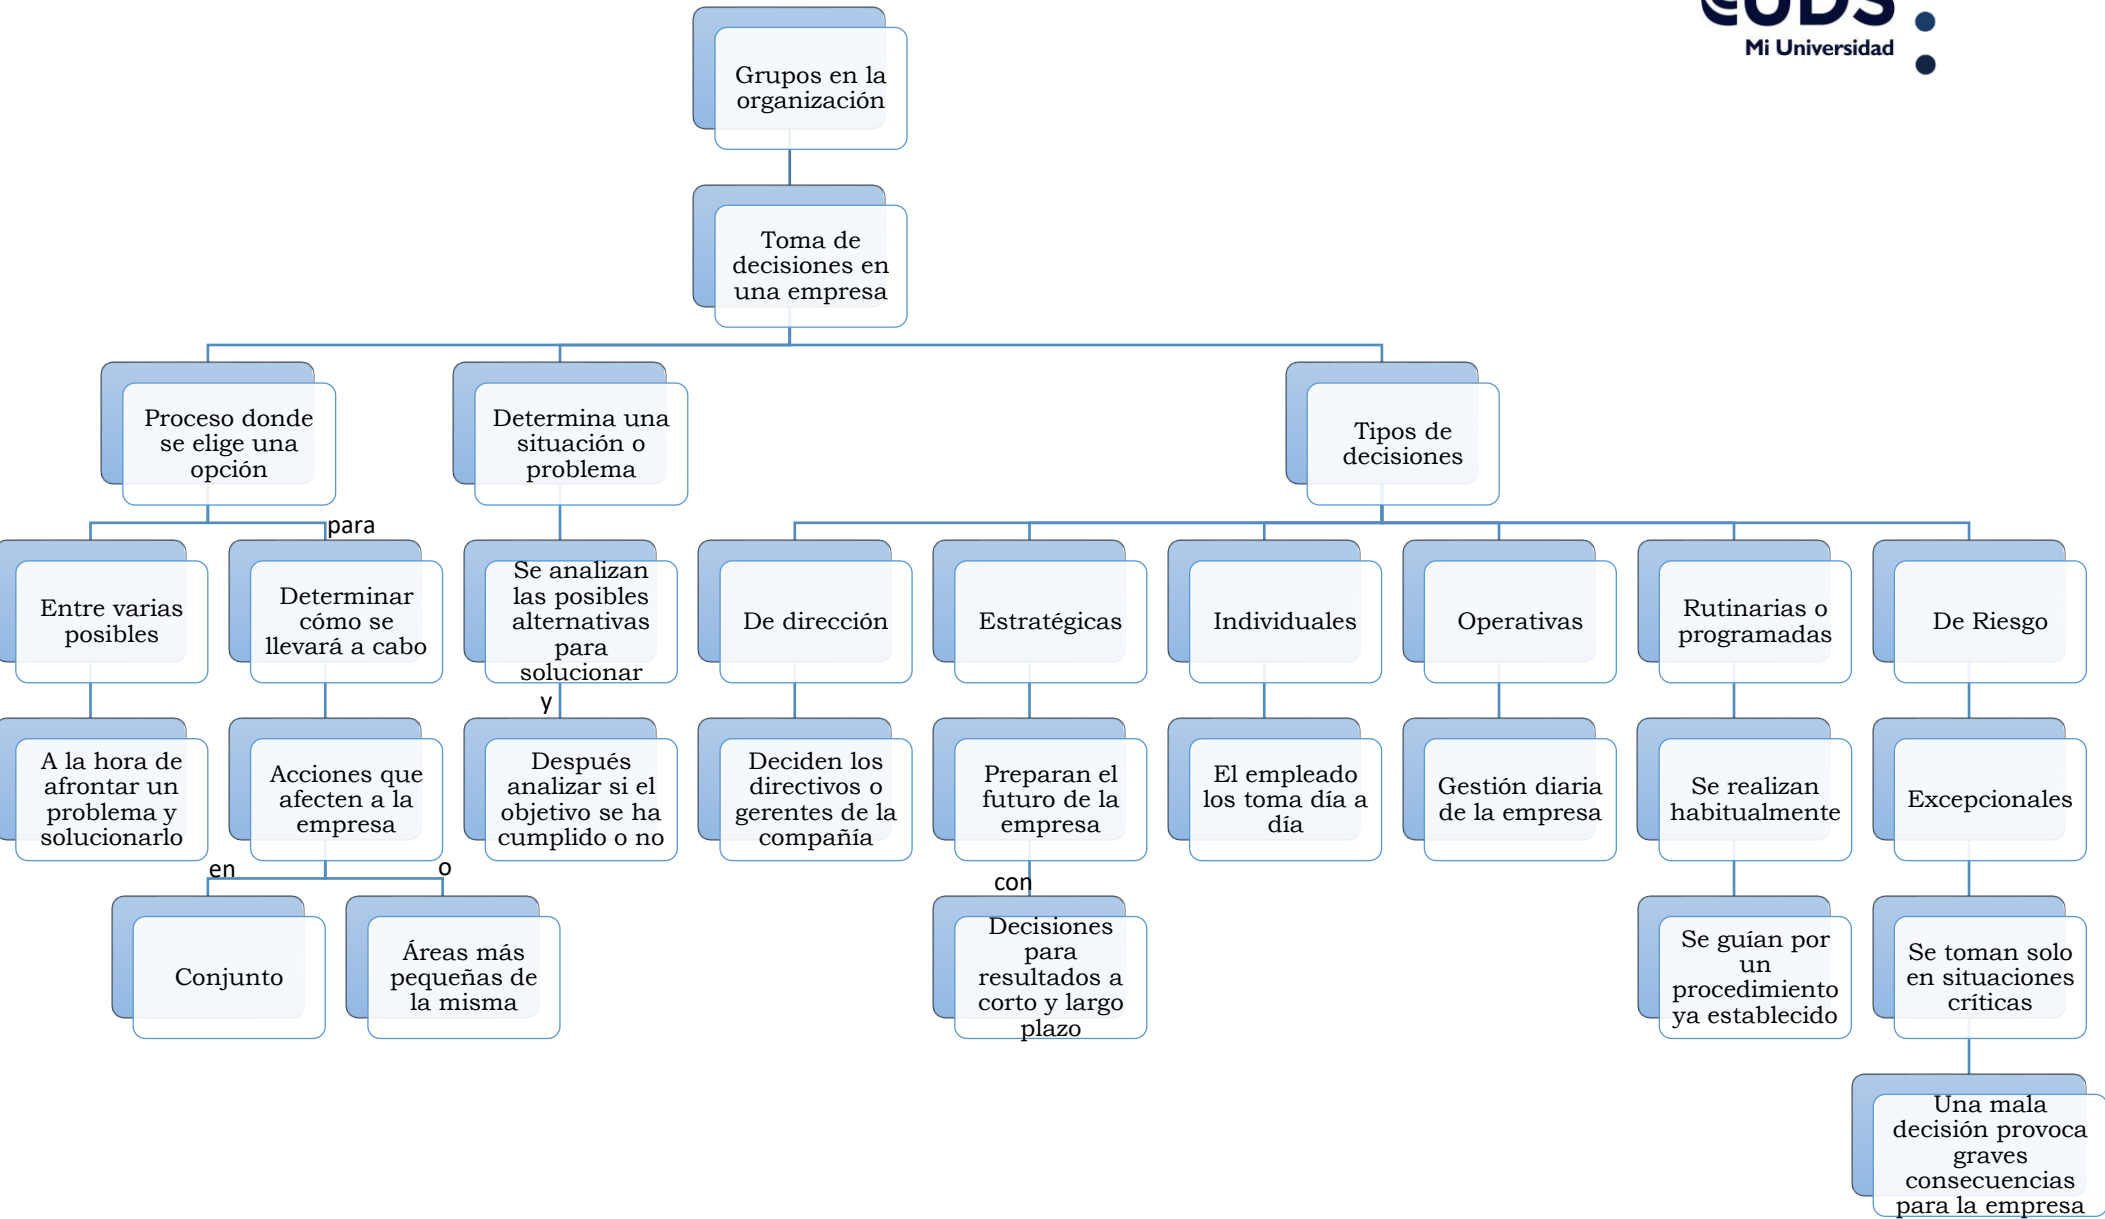 UDS
Mi Universidad
Grupos en la
organización
Toma de
decisiones en
una empresa
Proceso donde
se elige una
opción
Determina una
situación o
problema
Tipos de
decisiones
para
Entre varias
posibles
Determinar
cómo se
llevará a cabo
Se analizan
las posibles
alternativas
para
solucionar
De dirección
Estratégicas
Individuales
Operativas
Rutinarias o
programadas
De Riesgo
y
A la hora de
afrontar un
problema y
solucionarlo
Acciones que
afecten a la
empresa
Después
analizar si el
objetivo se ha
cumplido o no
Deciden los
directivos o
gerentes de la
compañía
Preparan el
futuro de la
empresa
El empleado
los toma día a
día
Gestión diaria
de la empresa
Se realizan
habitualmente
Excepcionales
en
o
con
Conjunto
Áreas más
pequeñas de
la misma
Decisiones
para
resultados a
corto y largo
plazo
Se guían por
un
procedimiento
ya establecido
Se toman solo
en situaciones
críticas
Una mala
decisión provoca
graves
consecuencias
para la empresa